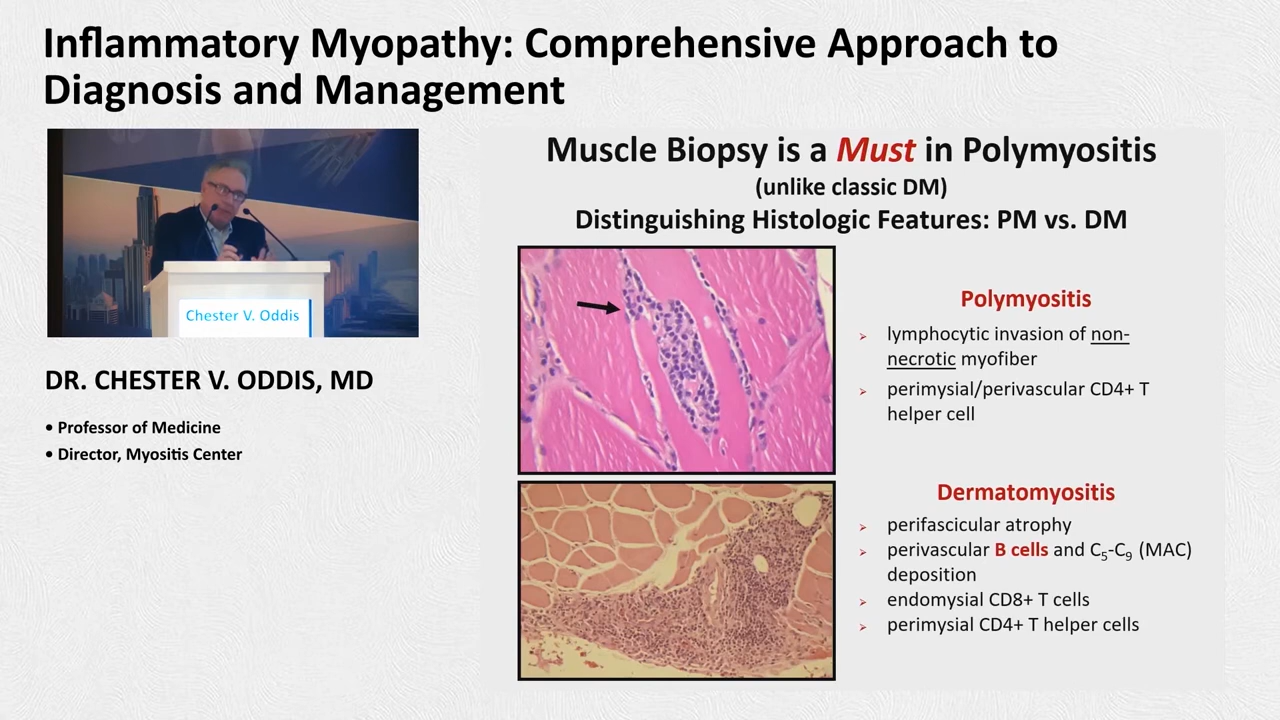 Inflammatory Myopathy: Comprehensive Approach to
Diagnosis and Management
Chester V. Oddis
DR. CHESTER V. ODDIS, MD
• Professor of Medicine
• Director, Myositis Center
Muscle Biopsy is a Must in Polymyositis
(unlike classic DM)
Distinguishing Histologic Features: PM vs. DM
Polymyositis
➢ lymphocytic invasion of non-
necrotic myofiber
➢ perimysial/perivascular CD4+ T
helper cell
Dermatomyositis
➢ perifascicular atrophy
➢ perivascular B cells and C₅-C₉ (MAC)
deposition
➢ endomysial CD8+ T cells
➢ perimysial CD4+ T helper cells